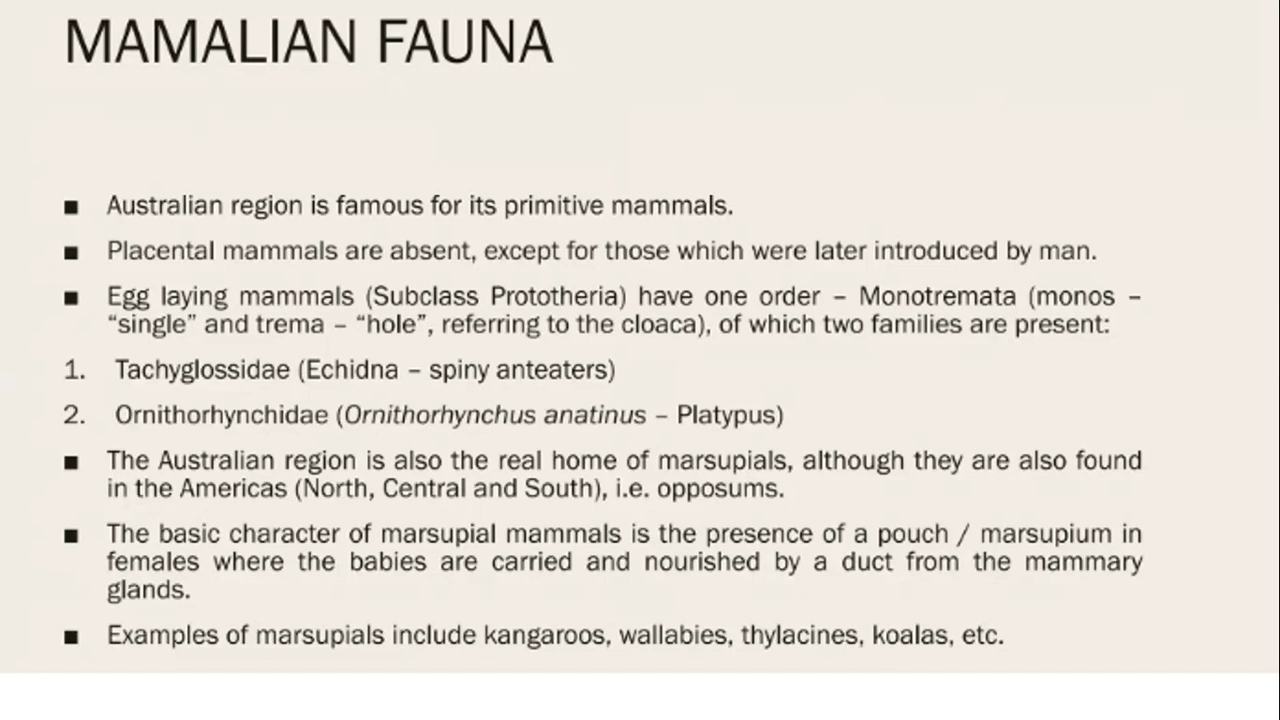 MAMALIAN FAUNA
■ Australian region is famous for its primitive mammals.
■ Placental mammals are absent, except for those which were later introduced by man.
■ Egg laying mammals (Subclass Prototheria) have one order – Monotremata (monos –
“single” and trema – “hole”, referring to the cloaca), of which two families are present:
1. Tachyglossidae (Echidna – spiny anteaters)
2. Ornithorhynchidae (Ornithorhynchus anatinus – Platypus)
■ The Australian region is also the real home of marsupials, although they are also found
in the Americas (North, Central and South), i.e. opposums.
■ The basic character of marsupial mammals is the presence of a pouch / marsupium in
females where the babies are carried and nourished by a duct from the mammary
glands.
■ Examples of marsupials include kangaroos, wallabies, thylacines, koalas, etc.